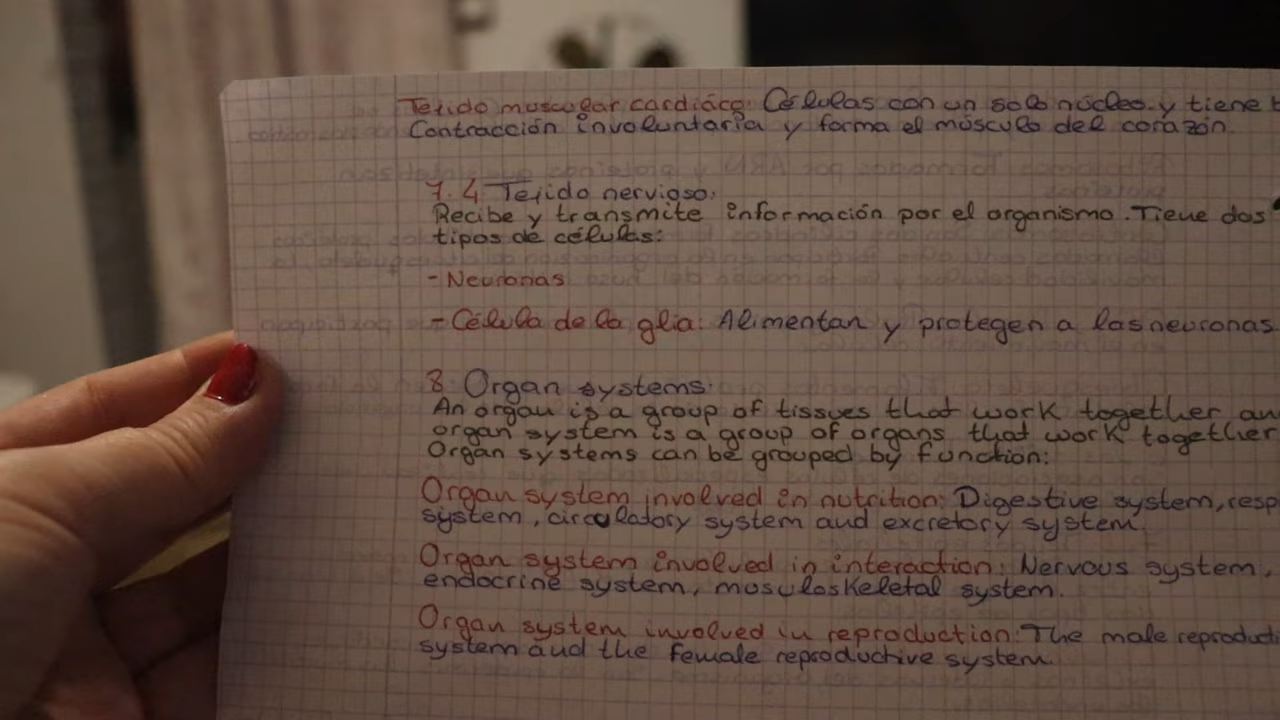 Tejido muscular cardiáco: Células con un solo núcleo y tiene
Contracción involuntaria y forma el músculo del corazón.
7.4 Tejido nervioso:
Recibe y transmite información por el organismo. Tiene dos
tipos de células:
- Neuronas
- Célula de la glia: Alimentan y protegen a las neuronas
8. Organ systems:
An organ is a group of tissues that work together an
organ system is a group of organs that work together
Organ systems can be grouped by function:
Organ system involved in nutrition: Digestive system, resp
system, circulatory system and excretory system.
Organ system involved in interaction: Nervous system,
endocrine system, musculoskeletal system.
Organ system involved in reproduction: The male reproducti
system and the female reproductive system.